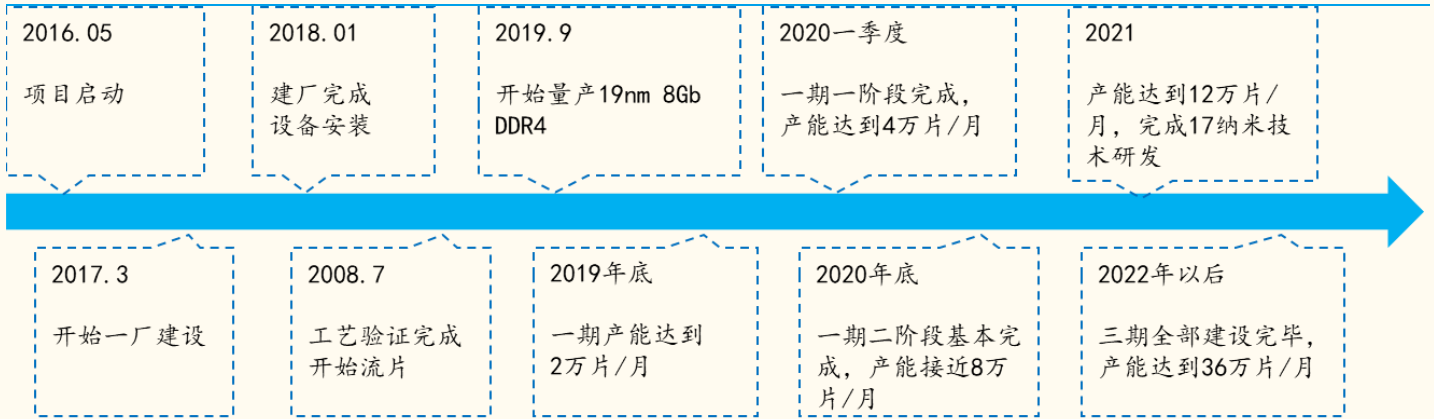 2016.05
项目启动
2018.01
建厂完成
设备安装
2019.9
开始量产19nm 8Gb
DDR4
2020一季度
一期一阶段完成，
产能达到4万片/月
2021
产能达到12万片/
月，完成17纳米技
术研发
2017.3
开始一厂建设
2008.7
工艺验证完成
开始流片
2019年底
一期产能达到
2万片/月
2020年底
一期二阶段基本完
成，产能接近8万
片/月
2022年以后
三期全部建设完毕，
产能达到36万片/月